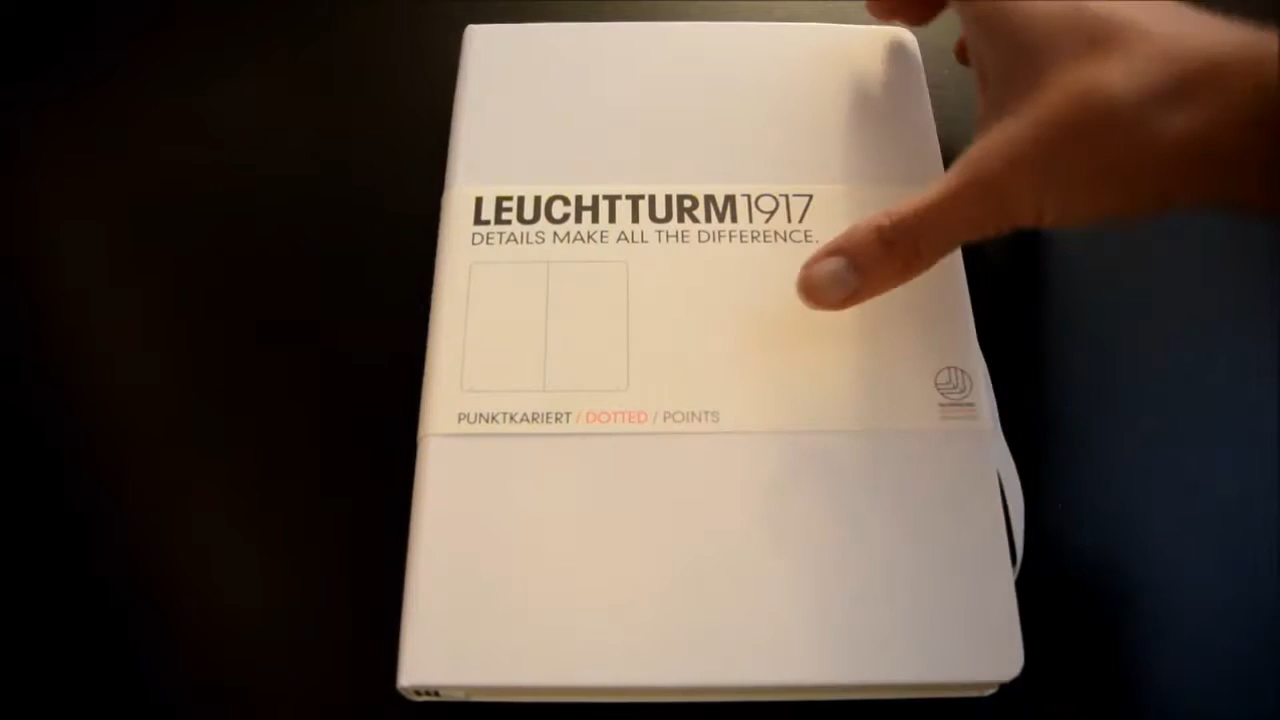 LEUCHTTURM1917
DETAILS MAKE ALL THE DIFFERENCE.
PUNKTKARIERT / DOTTED / POINTS